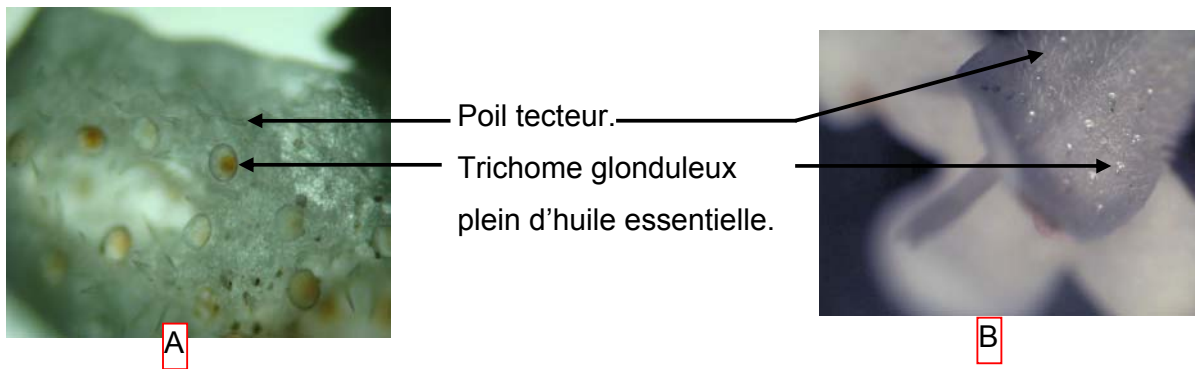 Poil tecteur.
Trichome glonduleux
plein d’huile essentielle.
A
B